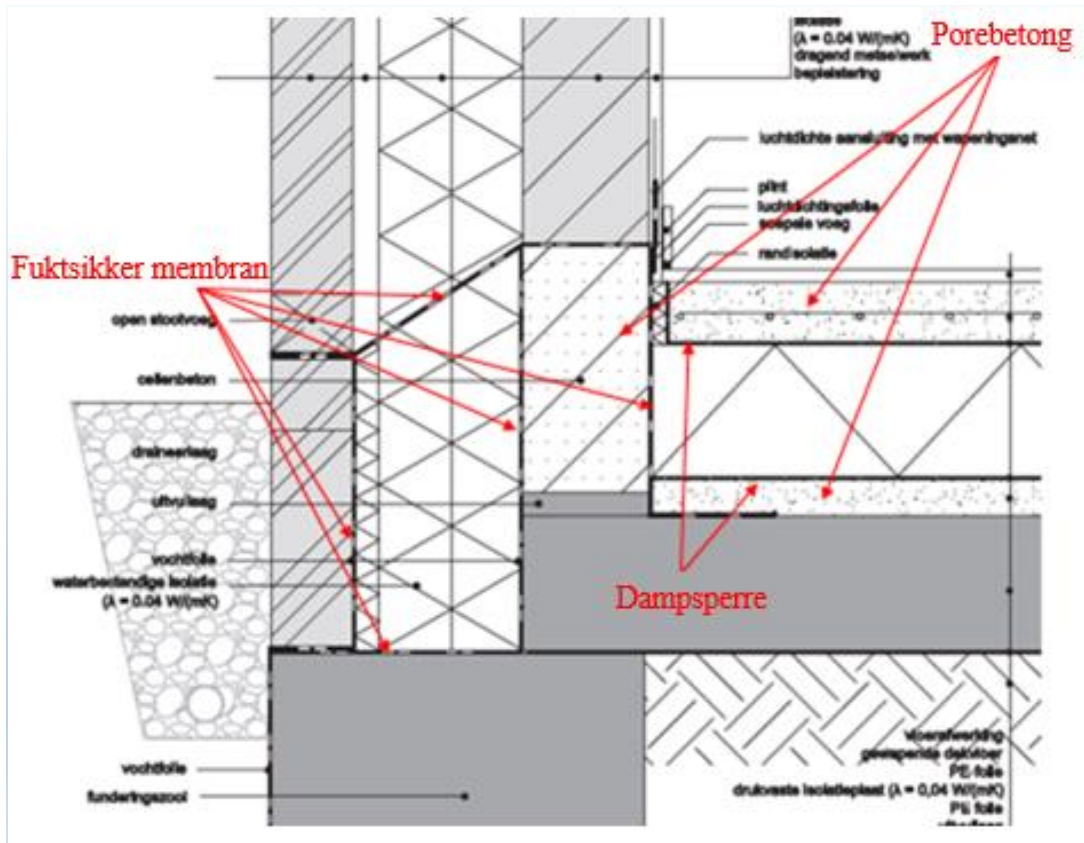 isolatie
(λ = 0.04 W/(mK)
dragend metselwerk
bepleistering
Porebetong
luchtdichte aansluiting met wapeningsnet
plint
luchtdichtingsfolie
soepele voeg
randisolatie
Fuktsikker membran
open stootvoeg
cellenbeton
draineerlaag
uitvullaag
vochtfolie
waterbestendige isolatie
(λ = 0.04 W/(mK)
Dampsperre
vochtfolie
funderingszool
vloerafwerking
gewapende dekvloer
PE-folie
drukvaste isolatieplaat (λ = 0,04 W/(mK)
PE folie